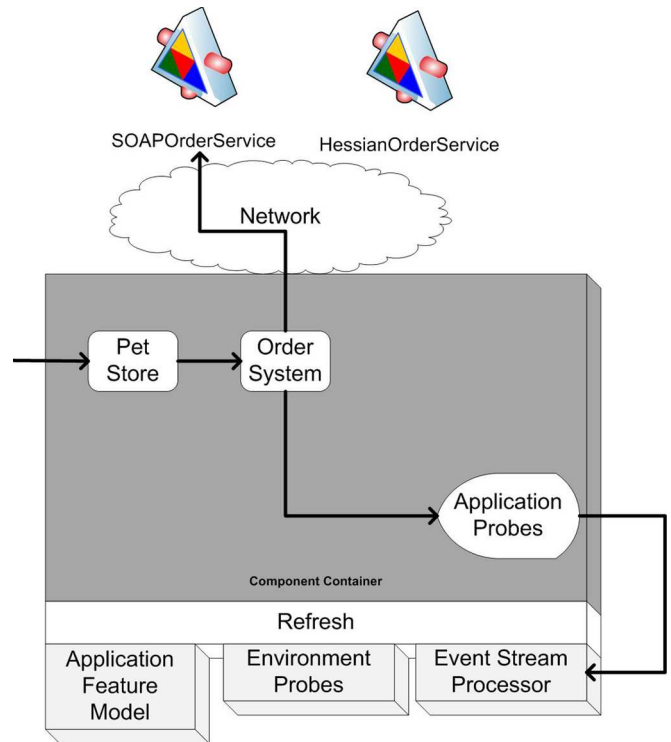 SOAPOrderService
HessianOrderService
Network
Pet
Store
Order
System
Application
Probes
Component Container
Refresh
Application
Feature
Model
Environment
Probes
Event Stream
Processor